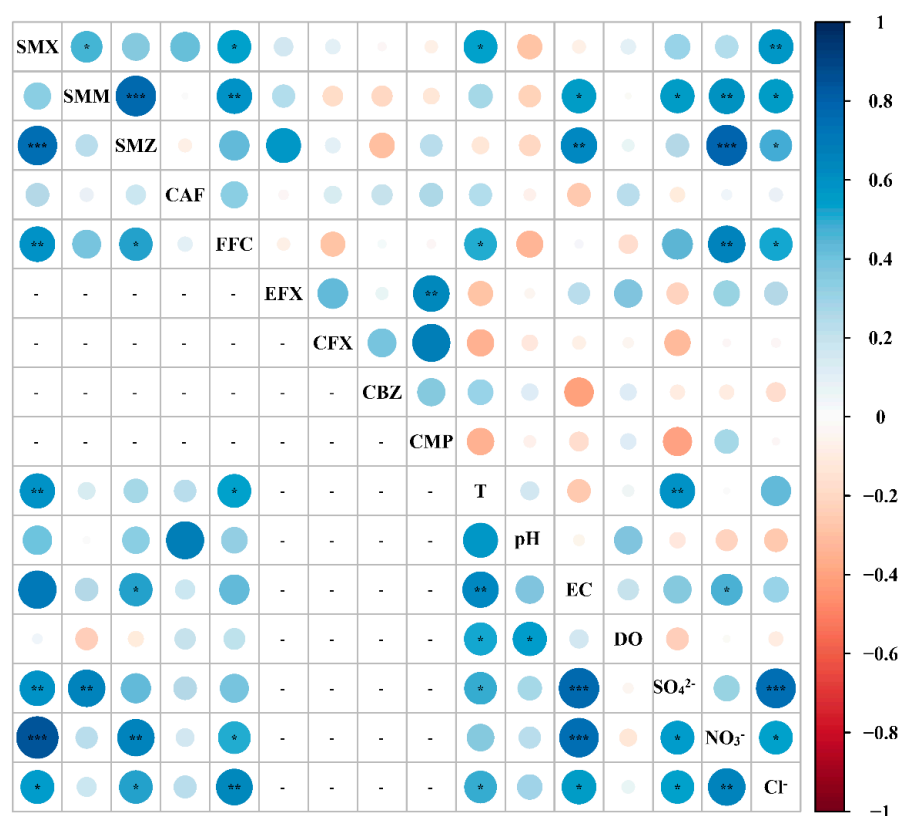 SMX * * * **
SMM *** ** * * ** *
*** SMZ ** *** *
CAF
** * FFC * ** *
- - - - - EFX **
- - - - - - CFX
- - - - - - - CBZ
- - - - - - - - CMP
** * - - - - T **
- - - - pH
* - - - - ** EC *
- - - - * * DO
** ** - - - - * *** SO₄²⁻ ***
*** ** * - - - - *** * NO₃⁻ *
* * ** - - - - * * * ** Cl⁻
1
0.8
0.6
0.4
0.2
0
−0.2
−0.4
−0.6
−0.8
−1